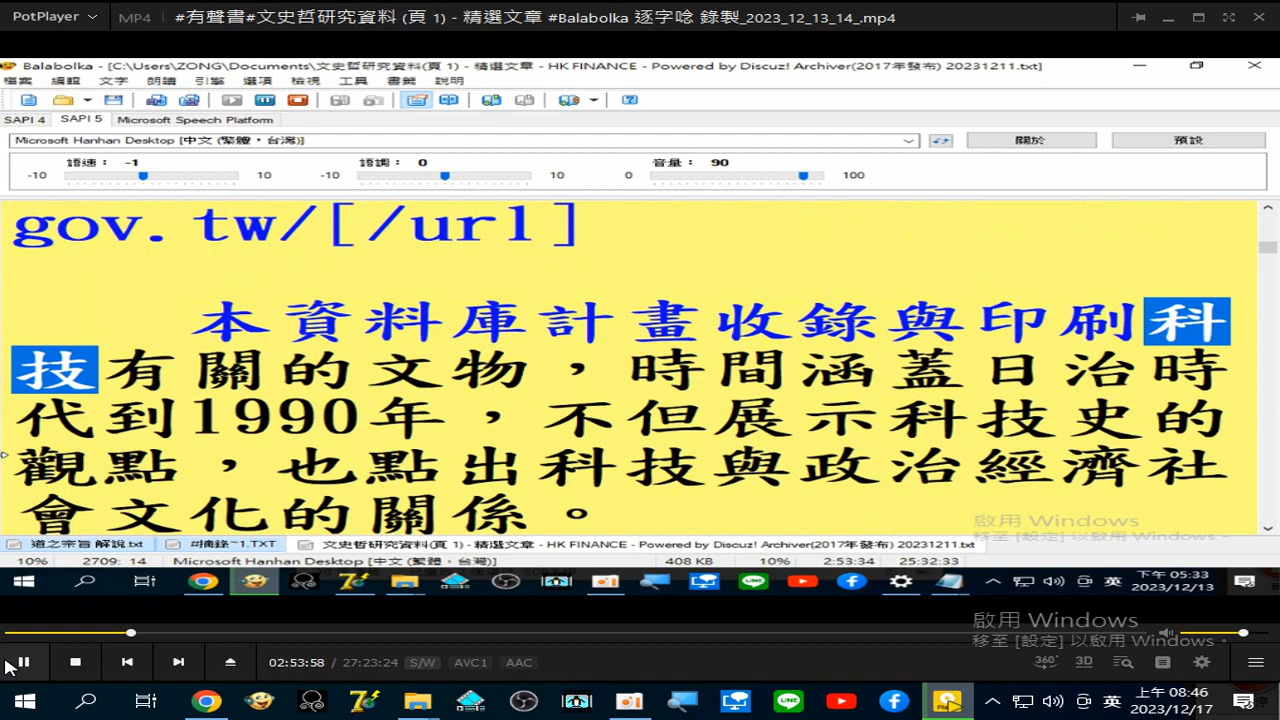 PotPlayer MP4 #有聲書#文史哲研究資料 (頁 1) - 精選文章 #Balabolka 逐字唸 錄製_2023_12_13_14_.mp4
Balabolka - [C:\Users\ZONG\Documents\文史哲研究資料(頁 1) - 精選文章 - HK FINANCE - Powered by Discuz! Archiver(2017年發布) 20231211.txt]
檔案 編輯 文字 朗讀 引擎 選項 檢視 工具 書籤 說明
SAPI 4 SAPI 5 Microsoft Speech Platform
Microsoft Hanhan Desktop [中文 (繁體，台灣)] 關於 預設
語速： -1 語調： 0 音量： 90
-10 10 -10 10 0 100
gov. tw/[/url]
本資料庫計畫收錄與印刷科
技有關的文物，時間涵蓋日治時
代到1990年，不但展示科技史的
觀點，也點出科技與政治經濟社
會文化的關係。
啟用 Windows
移至 [設定] 以啟用 Windows。
道之宗旨 解說.txt #摘錄~1.TXT 文史哲研究資料(頁 1) - 精選文章 - HK FINANCE - Powered by Discuz! Archiver(2017年發布) 20231211.txt
10% 2709: 14 Microsoft Hanhan Desktop [中文 (繁體，台灣)] 408 KB 10% 2:53:34 25:32:33
英 下午 05:33
2023/12/13
啟用 Windows
移至 [設定] 以啟用 Windows。
02:53:58 / 27:23:24 S/W AVC1 AAC 360° 3D
英 上午 08:46
2023/12/17